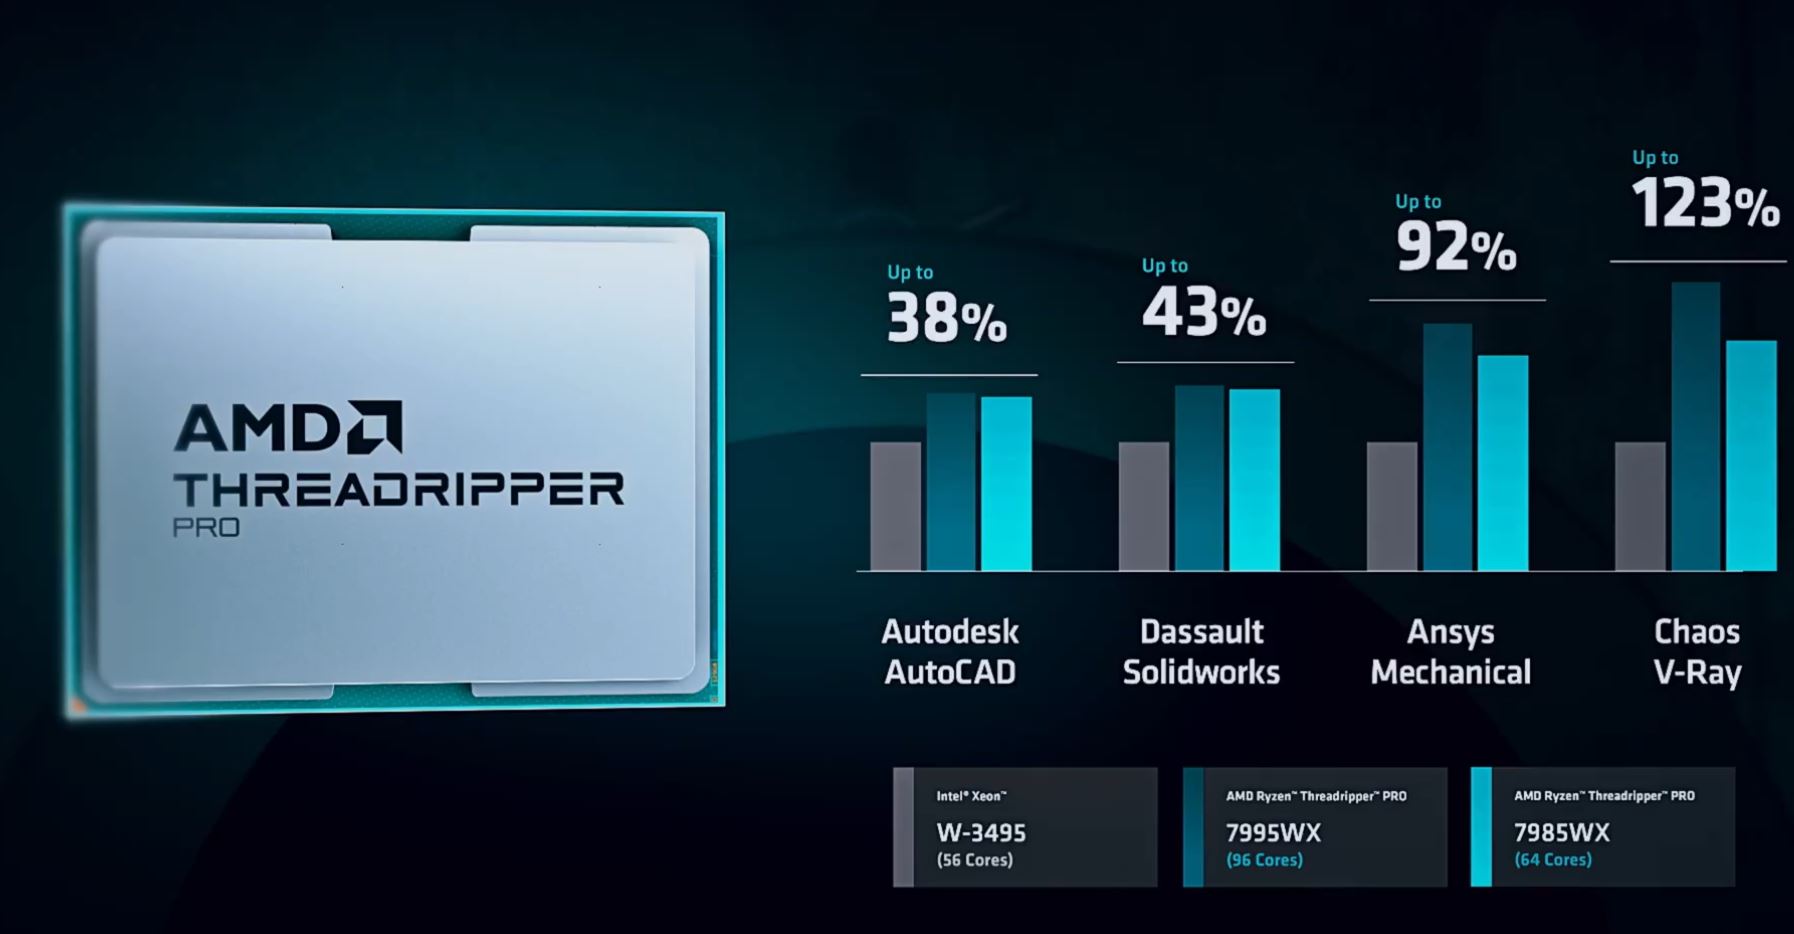 AMD
THREADRIPPER
PRO
Up to
38%
Up to
43%
Up to
92%
Up to
123%
Autodesk
AutoCAD
Dassault
Solidworks
Ansys
Mechanical
Chaos
V-Ray
Intel® Xeon™
W-3495
(56 Cores)
AMD Ryzen™ Threadripper™ PRO
7995WX
(96 Cores)
AMD Ryzen™ Threadripper™ PRO
7985WX
(64 Cores)